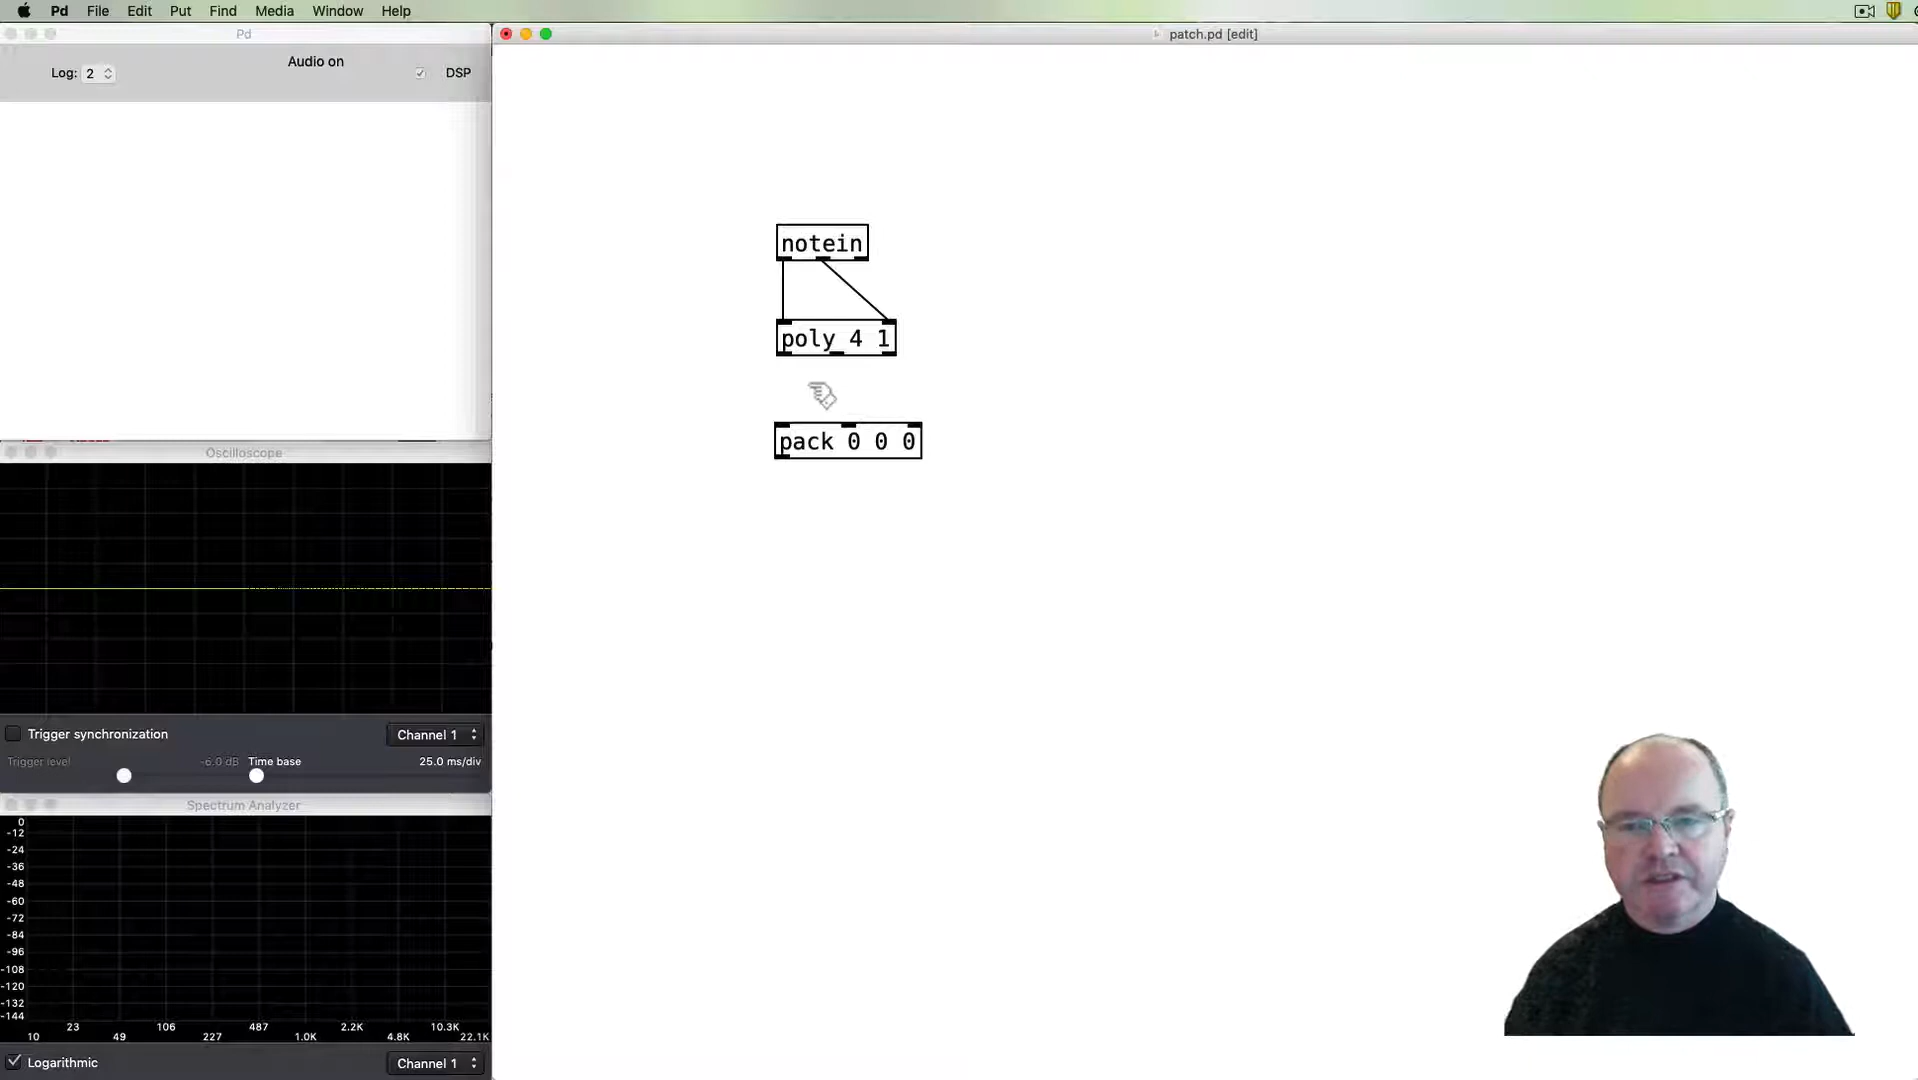 Pd File Edit Put Find Media Window Help
Pd
patch.pd [edit]
Audio on
Log: 2
DSP
notein
poly 4 1
pack 0 0 0
Oscilloscope
Trigger synchronization
Channel 1
Trigger level
-6.0 dB
Time base
25.0 ms/div
Spectrum Analyzer
0
-12
-24
-36
-48
-60
-72
-84
-96
-108
-120
-132
-144
23 106 487 2.2K 10.3K
10 49 227 1.0K 4.8K 22.1K
Logarithmic
Channel 1